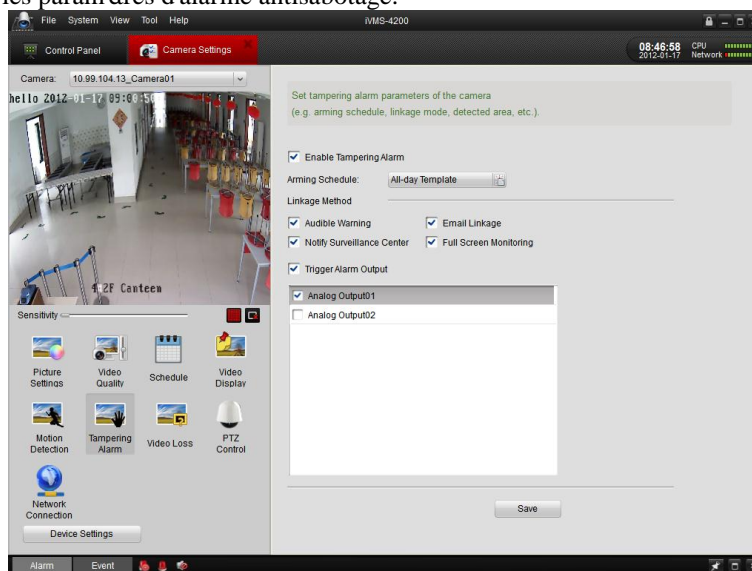 les paramètres d'alarme antisabotage.
File System View Tool Help iVMS-4200
Control Panel Camera Settings 08:46:58 CPU
2012-01-17 Network
Camera: 10.99.104.13_Camera01
hello 2012-01-17 09:00:50
4#2F Canteen
Sensitivity
Picture Settings
Video Quality
Schedule
Video Display
Motion Detection
Tampering Alarm
Video Loss
PTZ Control
Network Connection
Device Settings
Set tampering alarm parameters of the camera
(e.g. arming schedule, linkage mode, detected area, etc.).
Enable Tampering Alarm
Arming Schedule: All-day Template
Linkage Method
Audible Warning Email Linkage
Notify Surveillance Center Full Screen Monitoring
Trigger Alarm Output
Analog Output01
Analog Output02
Save
Alarm Event